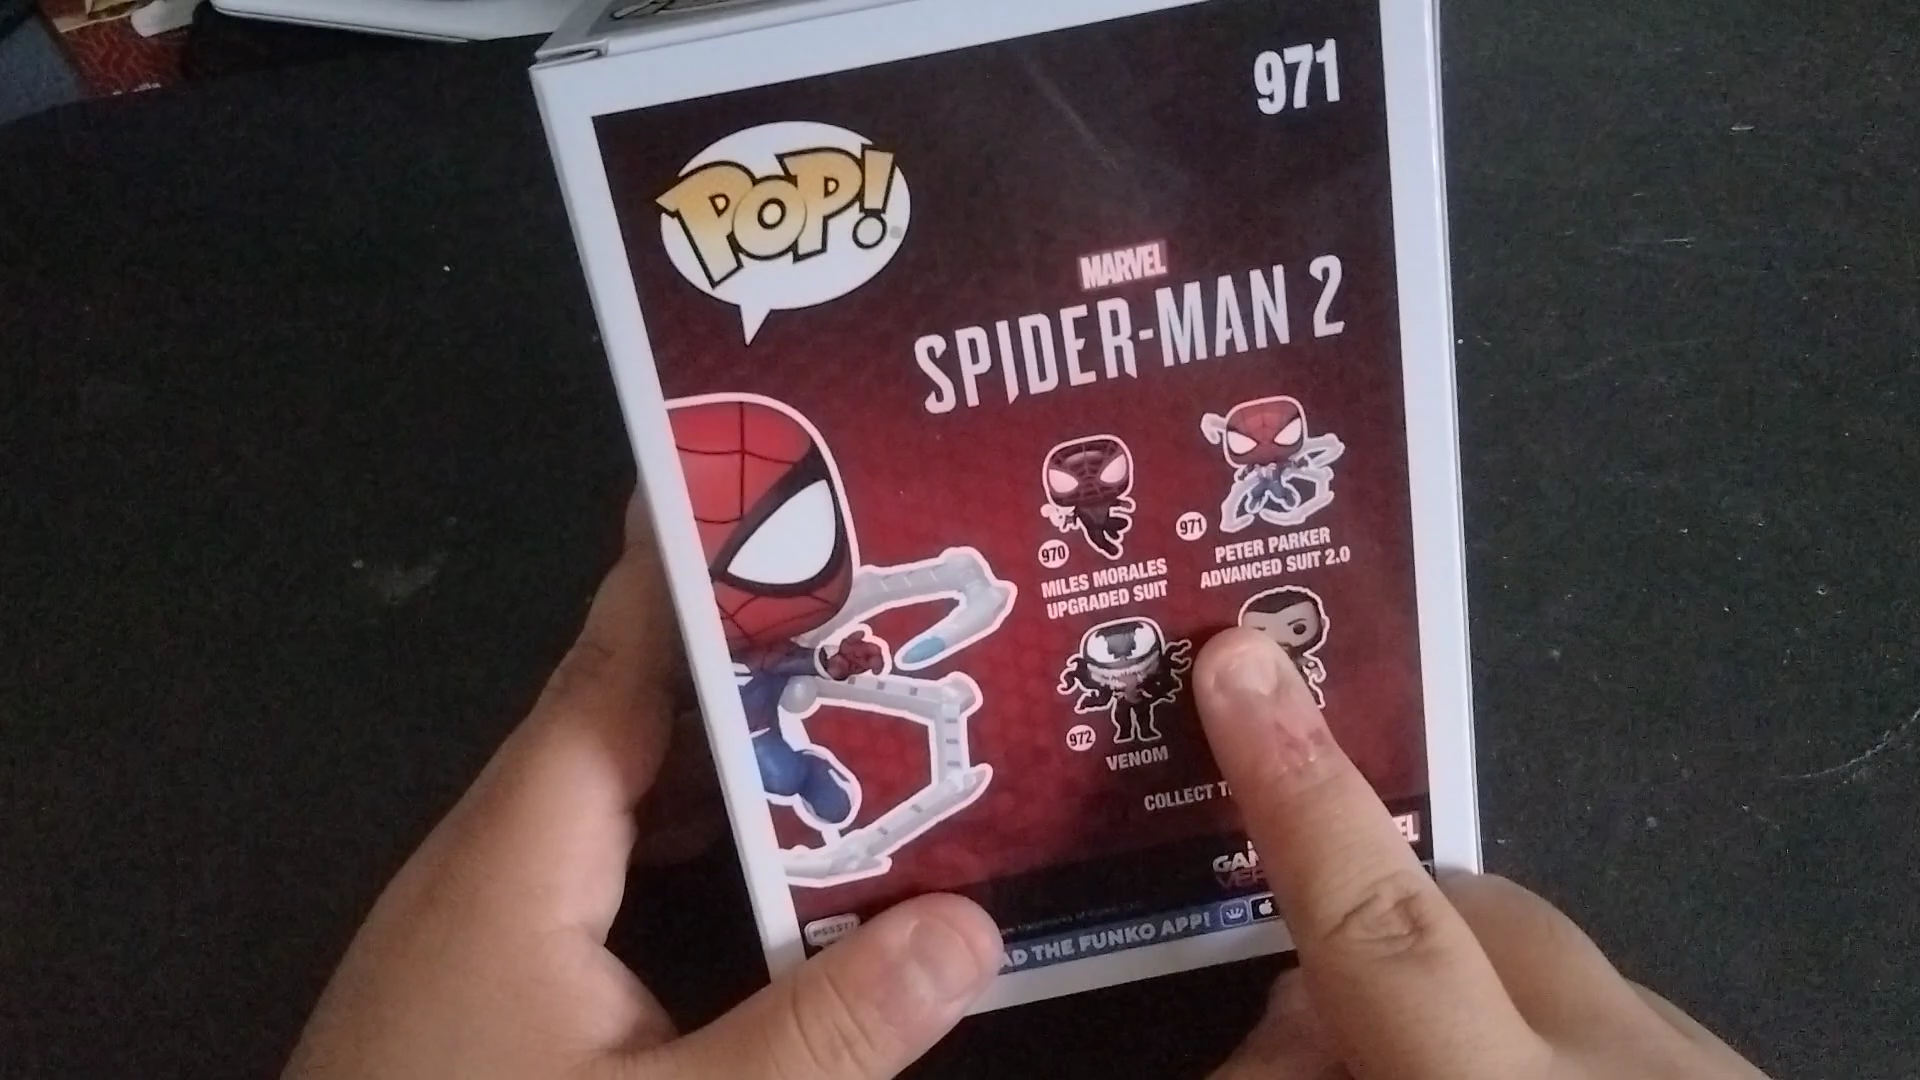 971
POP!
MARVEL
SPIDER-MAN 2
970
MILES MORALES
UPGRADED SUIT
971
PETER PARKER
ADVANCED SUIT 2.0
972
VENOM
COLLECT
PSSST!
THE FUNKO APP!